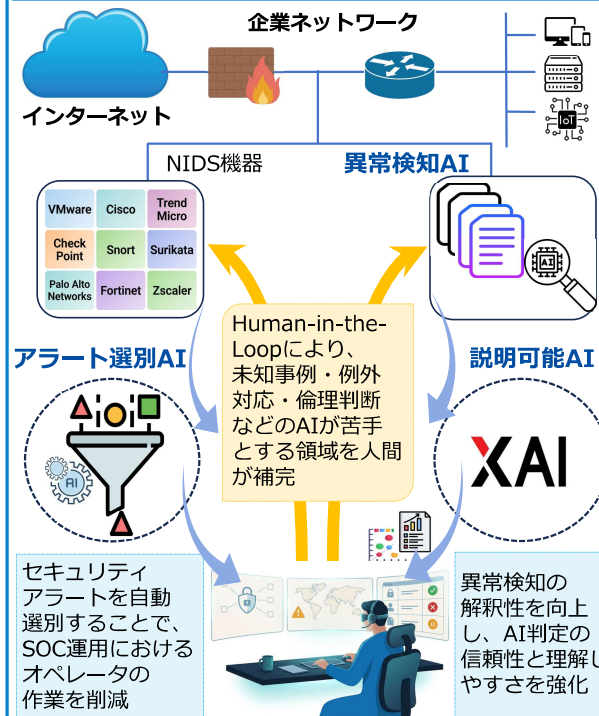 企業ネットワーク
インターネット
IoT
NIDS機器
異常検知AI
VMware
Cisco
Trend
Micro
Check
Point
Snort
Surikata
Palo Alto
Networks
Fortinet
Zscaler
AI
Human-in-the-
Loopにより、
未知事例・例外
対応・倫理判断
などのAIが苦手
とする領域を人間
が補完
アラート選別AI
AI
説明可能AI
XAI
セキュリティ
アラートを自動
選別することで、
SOC運用における
オペレータの
作業を削減
異常検知の
解釈性を向上
し、AI判定の
信頼性と理解し
やすさを強化